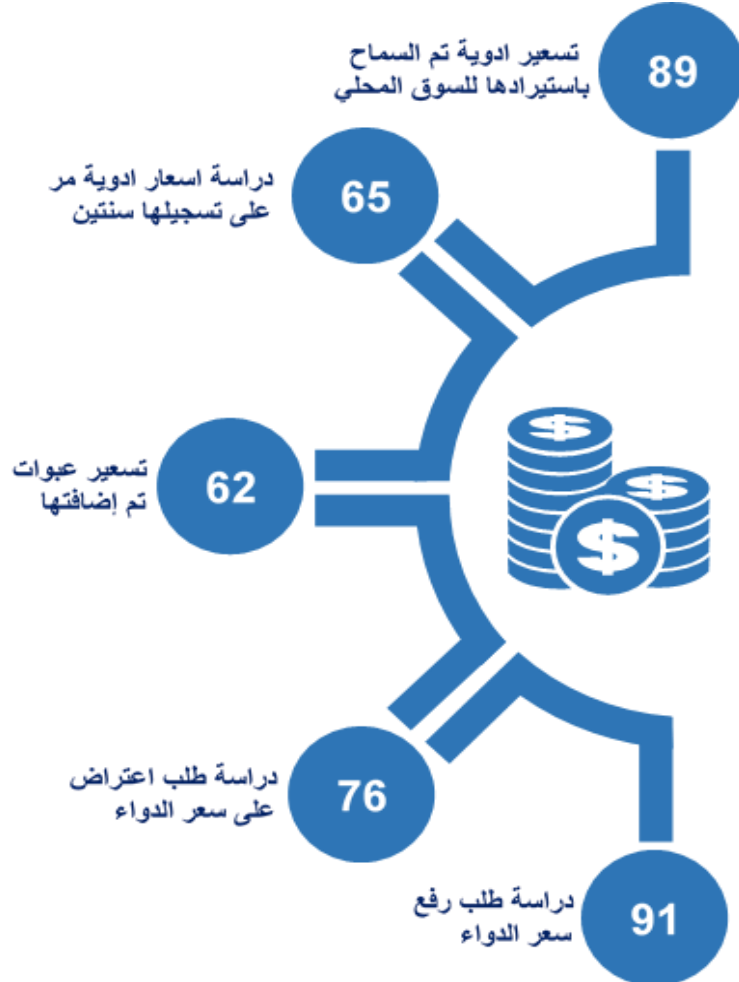 تسعير ادوية تم السماح
باستيرادها للسوق المحلي
89
دراسة اسعار ادوية مر
على تسجيلها سنتين
65
تسعير عبوات
تم إضافتها
62
دراسة طلب اعتراض
على سعر الدواء
76
دراسة طلب رفع
سعر الدواء
91
$
$
$